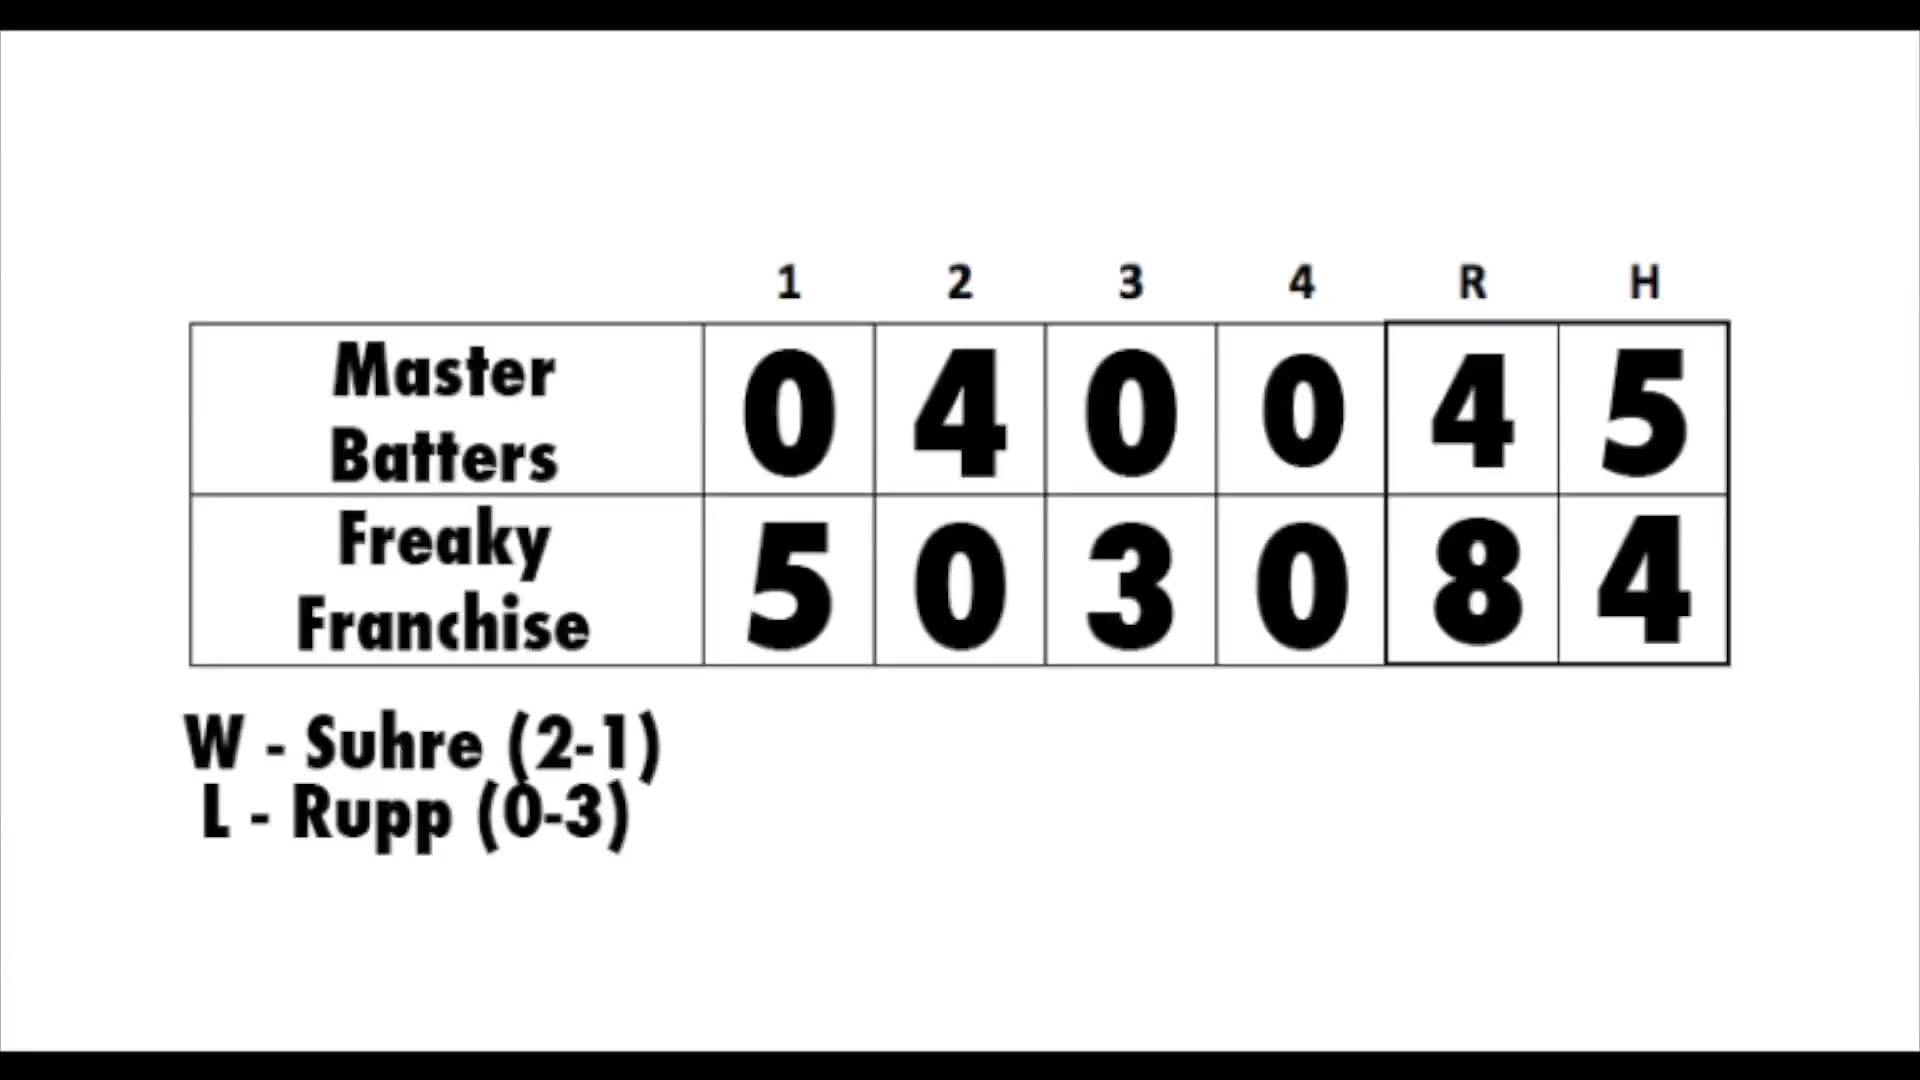 1 2 3 4 R H
Master
Batters
0 4 0 0 4 5
Freaky
Franchise
5 0 3 0 8 4
W - Suhre (2-1)
L - Rupp (0-3)